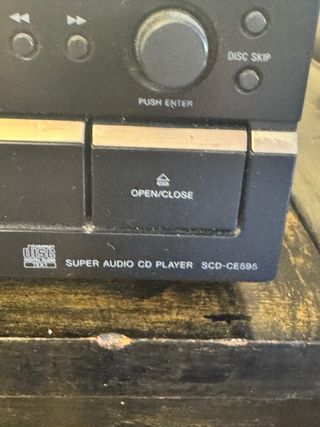 DISC SKIP
PUSH ENTER
OPEN/CLOSE
SUPER AUDIO CD PLAYER SCD-CE595